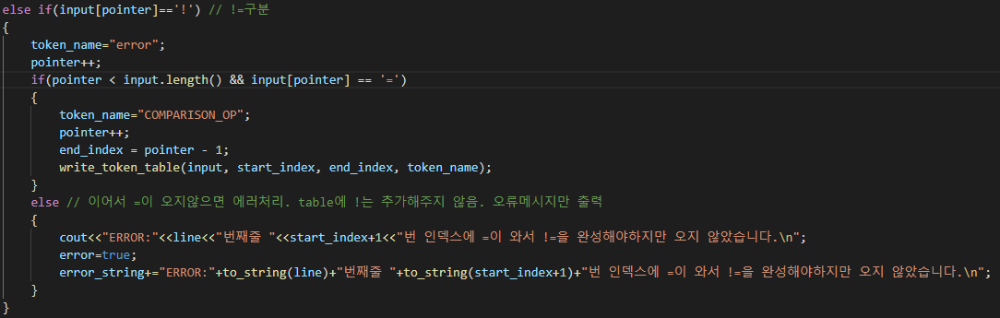 else if(input[pointer]=='!') // !=구분
{
token_name="error";
pointer++;
if(pointer < input.length() && input[pointer] == '=')
{
token_name="COMPARISON_OP";
pointer++;
end_index = pointer - 1;
write_token_table(input, start_index, end_index, token_name);
}
else // 이어서 =이 오지않으면 에러처리. table에 !는 추가해주지 않음. 오류메시지만 출력
{
cout<<"ERROR:"<<line<<"번째줄 "<<start_index+1<<"번 인덱스에 =이 와서 !=을 완성해야하지만 오지 않았습니다.\n";
error=true;
error_string+="ERROR:"+to_string(line)+"번째줄 "+to_string(start_index+1)+"번 인덱스에 =이 와서 !=을 완성해야하지만 오지 않았습니다.\n";
}
}